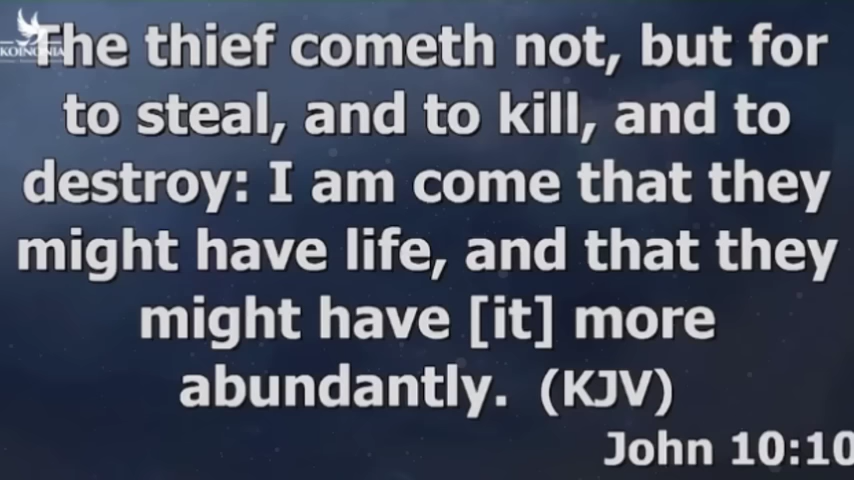 KOINONIA
The thief cometh not, but for
to steal, and to kill, and to
destroy: I am come that they
might have life, and that they
might have [it] more
abundantly. (KJV)
John 10:10